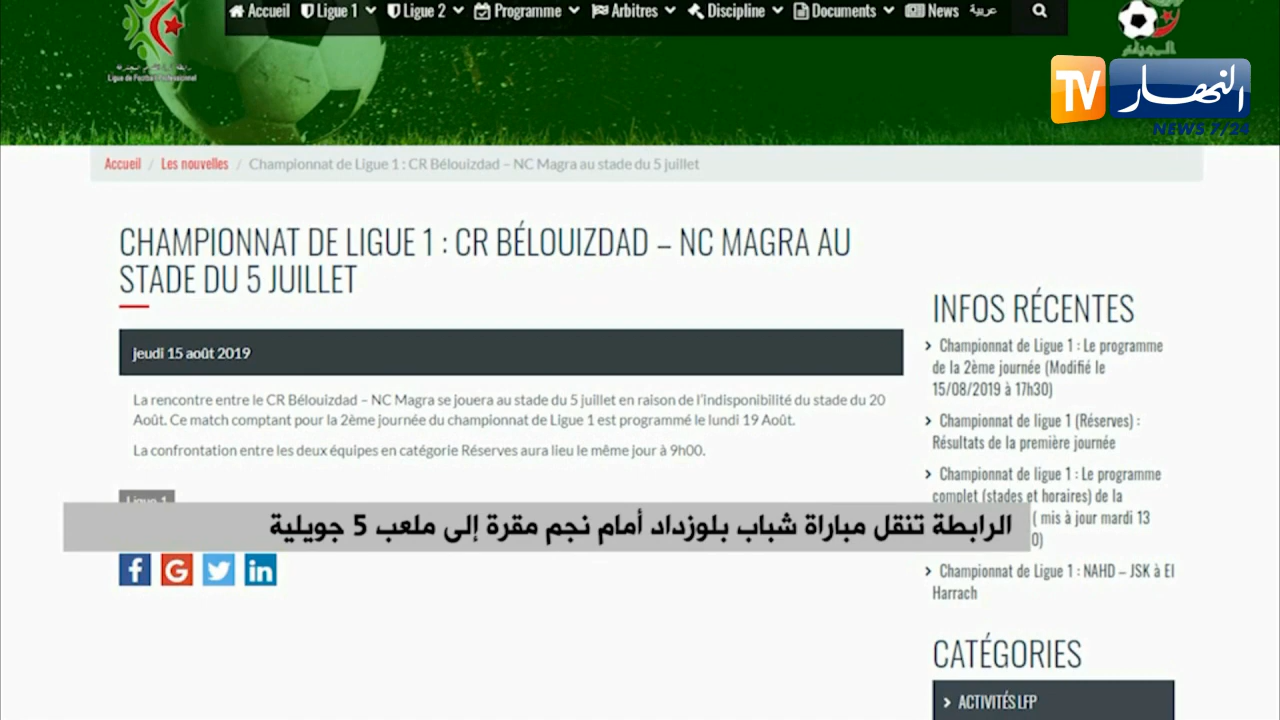 Accueil Ligue 1 Ligue 2 Programme Arbitres Discipline Documents News عربية
Ligue de Football Professionnel
TV النهار
NEWS 7/24
Accueil / Les nouvelles / Championnat de Ligue 1 : CR Bélouizdad – NC Magra au stade du 5 juillet
CHAMPIONNAT DE LIGUE 1 : CR BÉLOUIZDAD – NC MAGRA AU
STADE DU 5 JUILLET
jeudi 15 août 2019
La rencontre entre le CR Bélouizdad – NC Magra se jouera au stade du 5 juillet en raison de l’indisponibilité du stade du 20
Août. Ce match comptant pour la 2ème journée du championnat de Ligue 1 est programmé le lundi 19 Août.
La confrontation entre les deux équipes en catégorie Réserves aura lieu le même jour à 9h00.
Ligue 1
الرابطة تنقل مباراة شباب بلوزداد أمام نجم مقرة إلى ملعب 5 جويلية
INFOS RÉCENTES
Championnat de Ligue 1 : Le programme
de la 2ème journée (Modifié le
15/08/2019 à 17h30)
Championnat de ligue 1 (Réserves) :
Résultats de la première journée
Championnat de ligue 1 : Le programme
complet (stades et horaires) de la
( mis à jour mardi 13
0)
Championnat de Ligue 1 : NAHD – JSK à El
Harrach
CATÉGORIES
ACTIVITÉS LFP